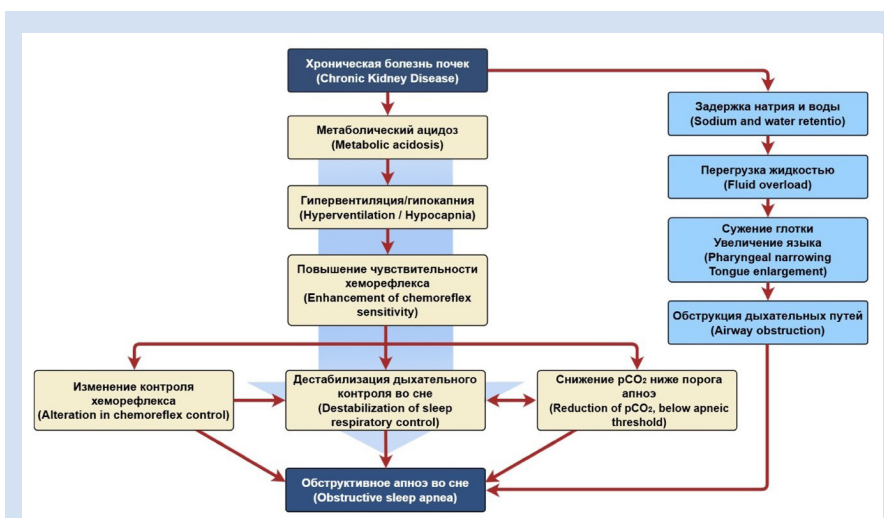 Хроническая болезнь почек
(Chronic Kidney Disease)
Метаболический ацидоз
(Metabolic acidosis)
Гипервентиляция/гипокапния
(Hyperventilation / Hypocapnia)
Повышение чувствительности
хеморефлекса
(Enhancement of chemoreflex
sensitivity)
Задержка натрия и воды
(Sodium and water retentio)
Перегрузка жидкостью
(Fluid overload)
Сужение глотки
Увеличение языка
(Pharyngeal narrowing
Tongue enlargement)
Обструкция дыхательных путей
(Airway obstruction)
Изменение контроля
хеморефлекса
(Alteration in chemoreflex control)
Дестабилизация дыхательного
контроля во сне
(Destabilization of sleep
respiratory control)
Снижение pCO₂ ниже порога
апноэ
(Reduction of pCO₂, below apneic
threshold)
Обструктивное апноэ во сне
(Obstructive sleep apnea)